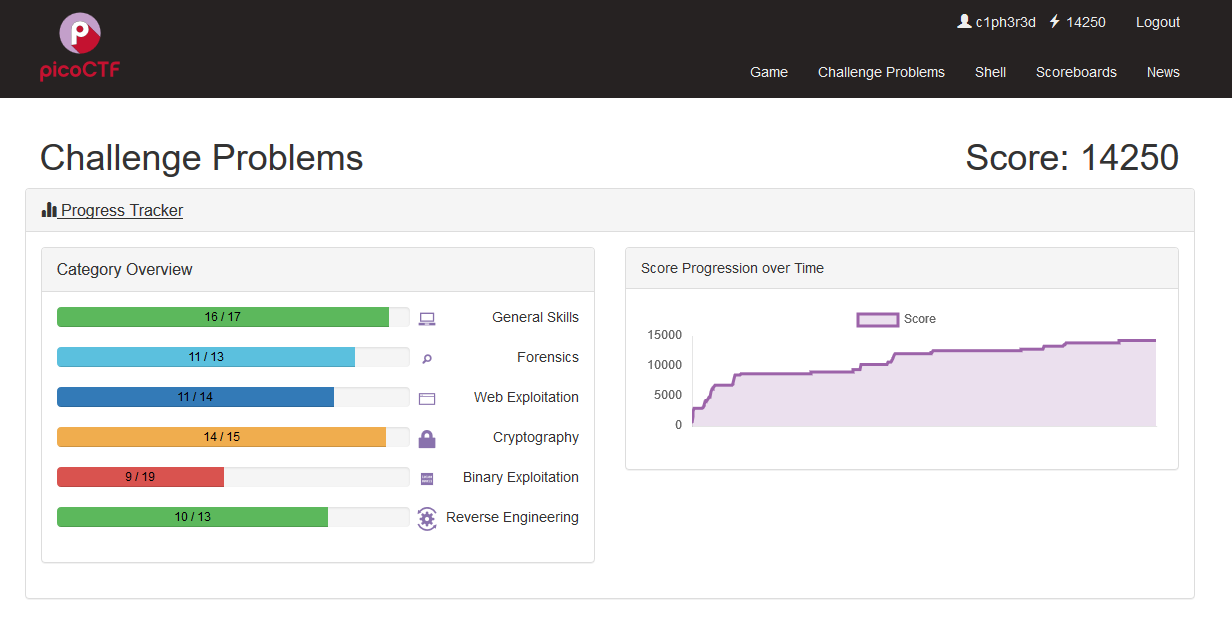 c1ph3r3d 14250 Logout
picoCTF
Game Challenge Problems Shell Scoreboards News
Challenge Problems Score: 14250
Progress Tracker
Category Overview
16 / 17 General Skills
11 / 13 Forensics
11 / 14 Web Exploitation
14 / 15 Cryptography
9 / 19 Binary Exploitation
10 / 13 Reverse Engineering
Score Progression over Time
Score
15000
10000
5000
0